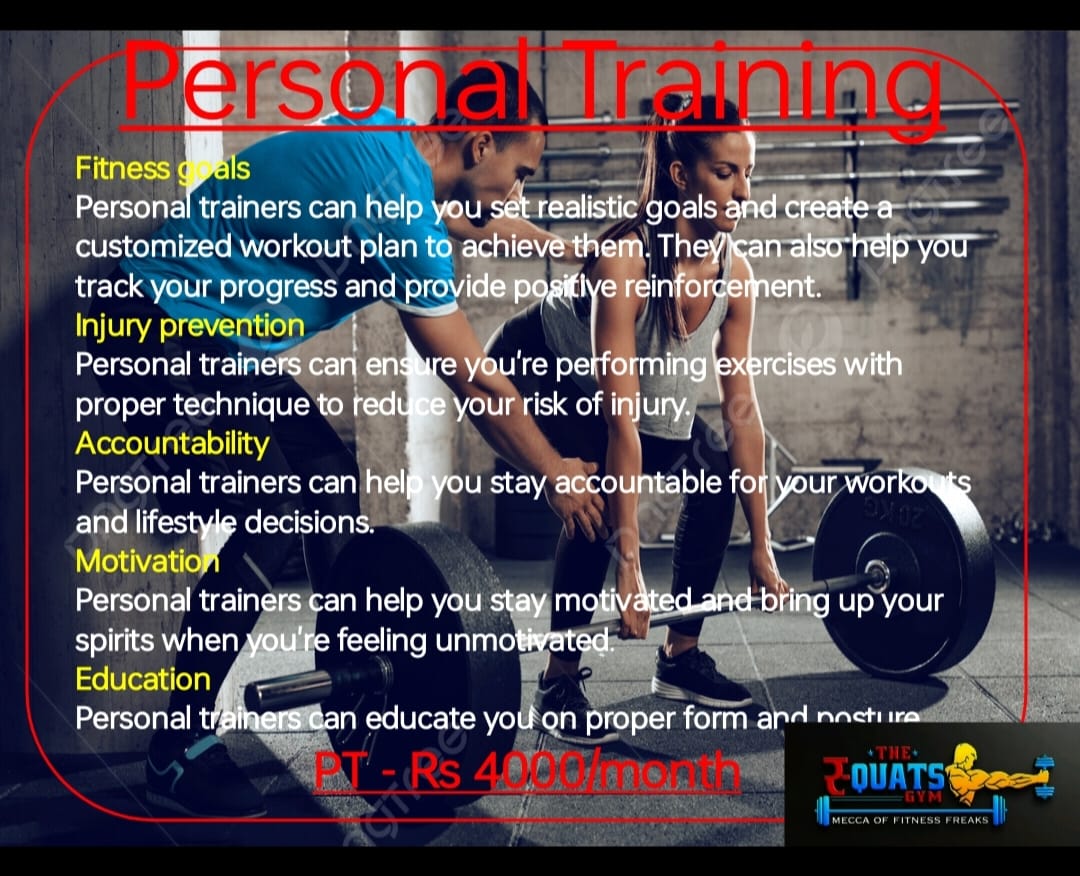 Personal Training
Fitness goals
Personal trainers can help you set realistic goals and create a
customized workout plan to achieve them. They can also help you
track your progress and provide positive reinforcement.
Injury prevention
Personal trainers can ensure you're performing exercises with
proper technique to reduce your risk of injury.
Accountability
Personal trainers can help you stay accountable for your workouts
and lifestyle decisions.
Motivation
Personal trainers can help you stay motivated and bring up your
spirits when you're feeling unmotivated.
Education
Personal trainers can educate you on proper form and posture
PT - Rs 4000/month
20KG
THE
રQUATS
GYM
MECCA OF FITNESS FREAKS